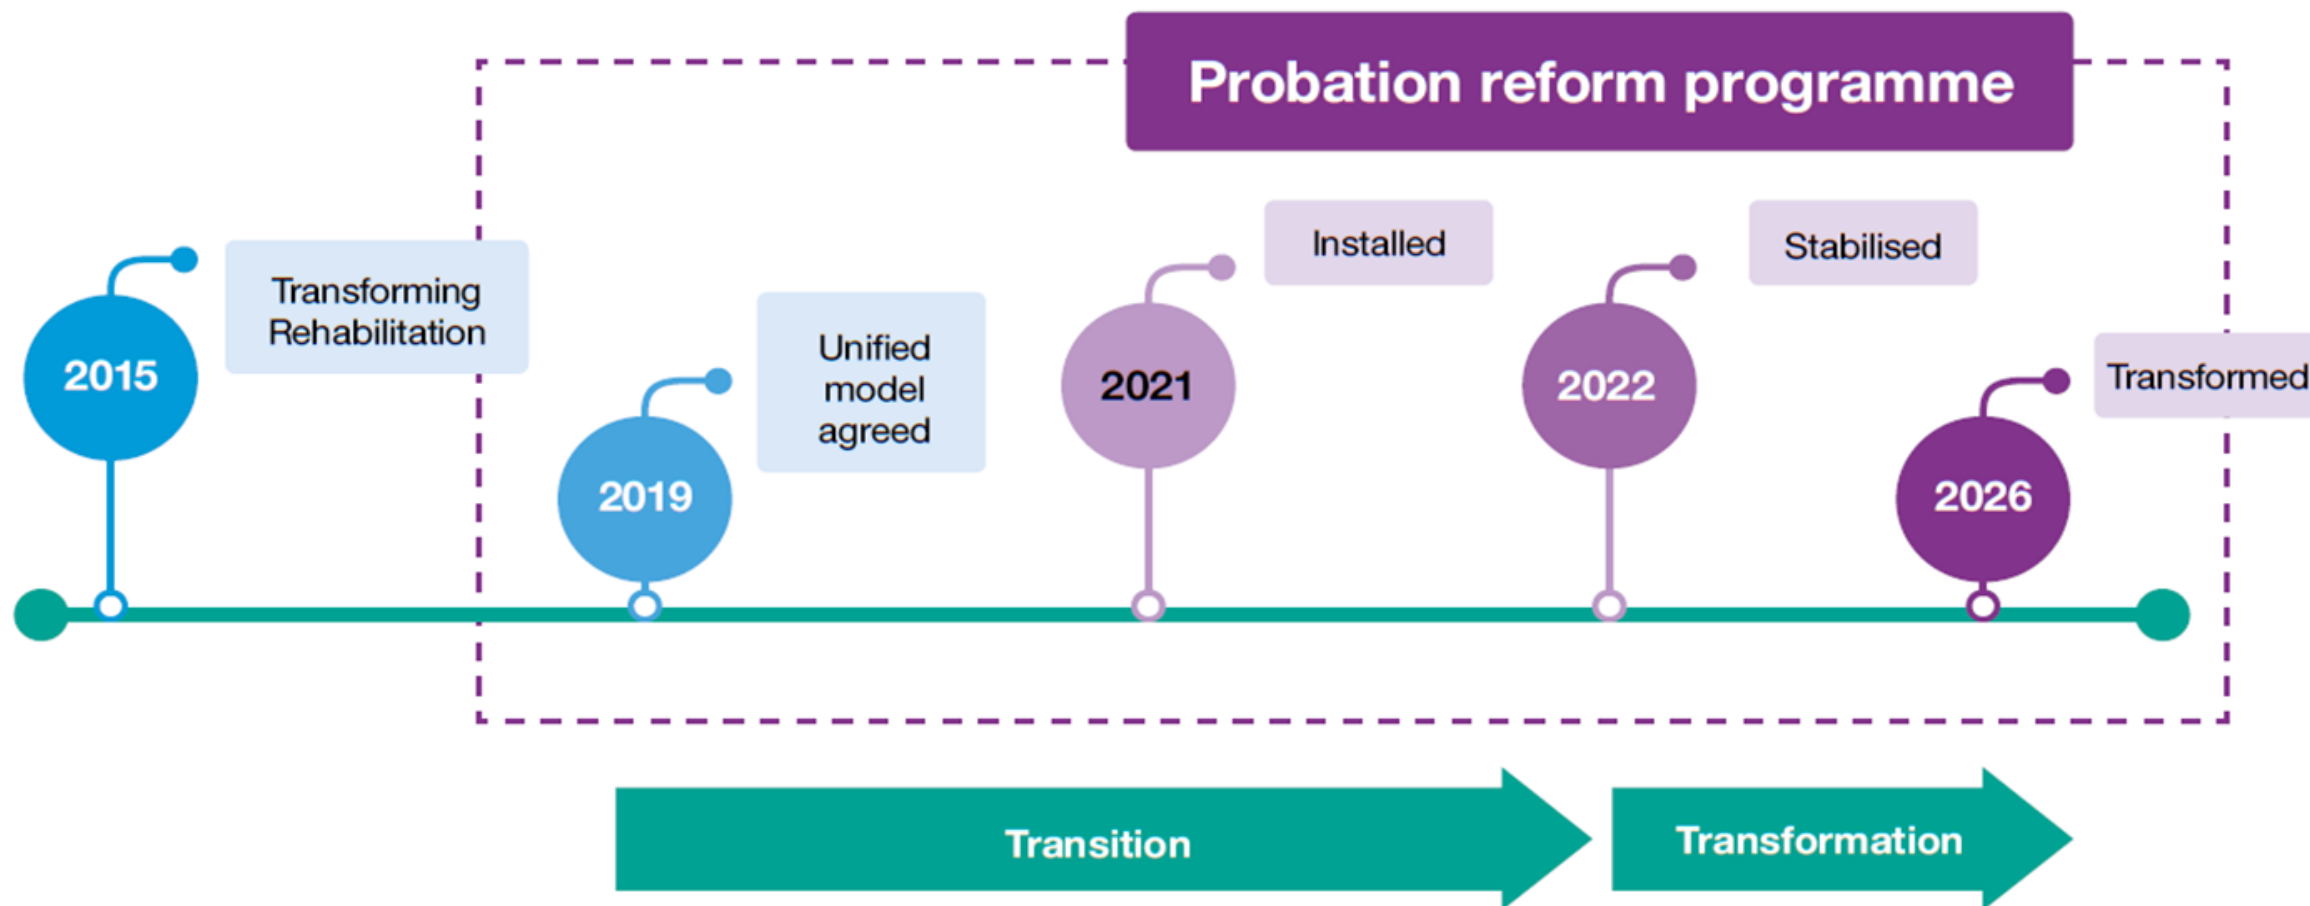 Probation reform programme
2015
Transforming
Rehabilitation
2019
Unified
model
agreed
2021
Installed
2022
Stabilised
2026
Transformed
Transition
Transformation